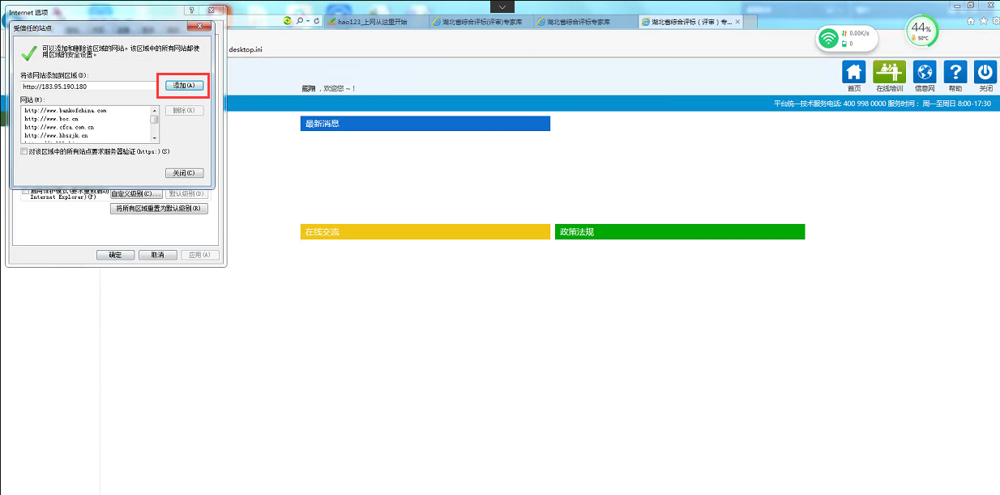 Internet 选项
受信任的站点
可以添加和删除该区域的网站。该区域中的所有网站都使
用区域的安全设置。
将该网站添加到区域(D):
http://183.95.190.180
添加(A)
网站(W):
http://www.bankofchina.com
http://www.boc.cn
http://www.cfca.com.cn
http://www.hbszjk.cn
删除(R)
对该区域中的所有站点要求服务器验证(https:)(S)
关闭(C)
启用保护模式(要求重新启动
Internet Explorer)(P)
自定义级别(C)...
默认级别(D)
将所有区域重置为默认级别(R)
确定
取消
应用(A)
hao123_上网从这里开始
湖北省综合评标(评审)专家库
湖北省综合评标专家库
湖北省综合评标（评审）专...
desktop.ini
0.00K/s
0
44%
50°C
熊翔 ，欢迎您 ~！
首页
在线培训
信息网
帮助
关闭
平台统一技术服务电话: 400 998 0000 服务时间： 周一至周日 8:00-17:30
最新消息
在线交流
政策法规